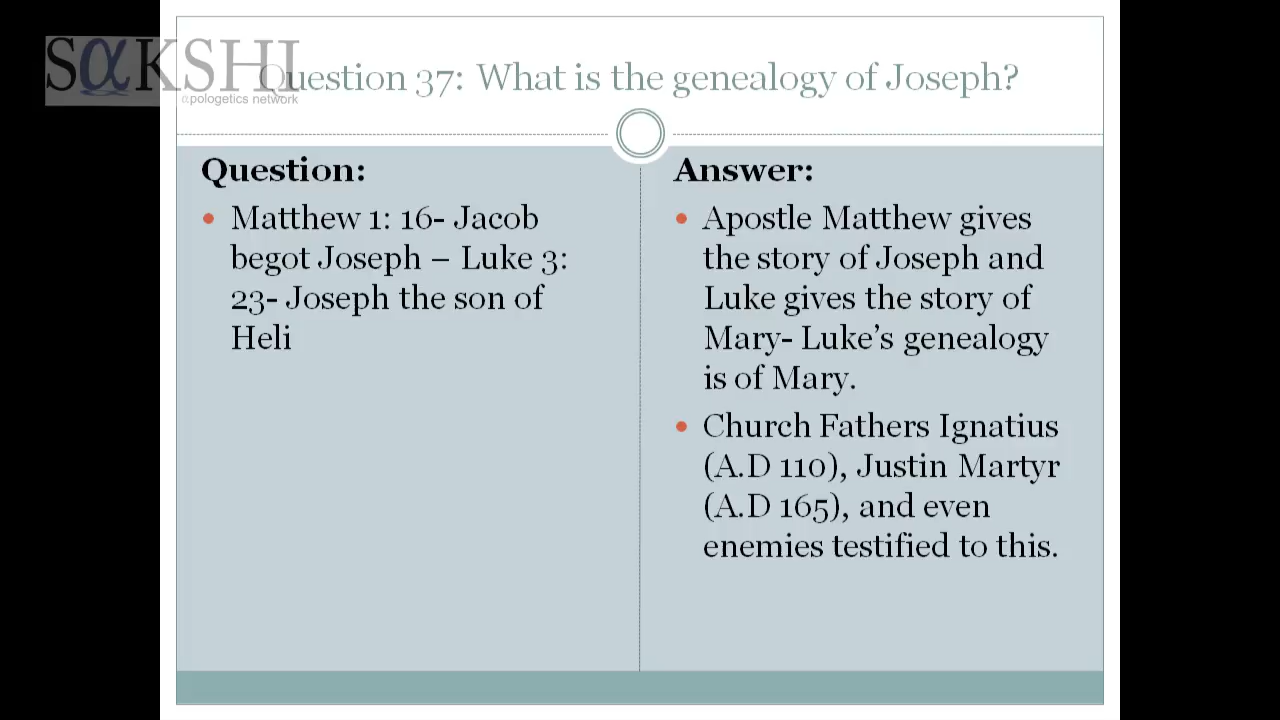 SαKSHI
apologetics network
Question 37: What is the genealogy of Joseph?
Question:
• Matthew 1: 16- Jacob
begot Joseph – Luke 3:
23- Joseph the son of
Heli
Answer:
• Apostle Matthew gives
the story of Joseph and
Luke gives the story of
Mary- Luke’s genealogy
is of Mary.
• Church Fathers Ignatius
(A.D 110), Justin Martyr
(A.D 165), and even
enemies testified to this.